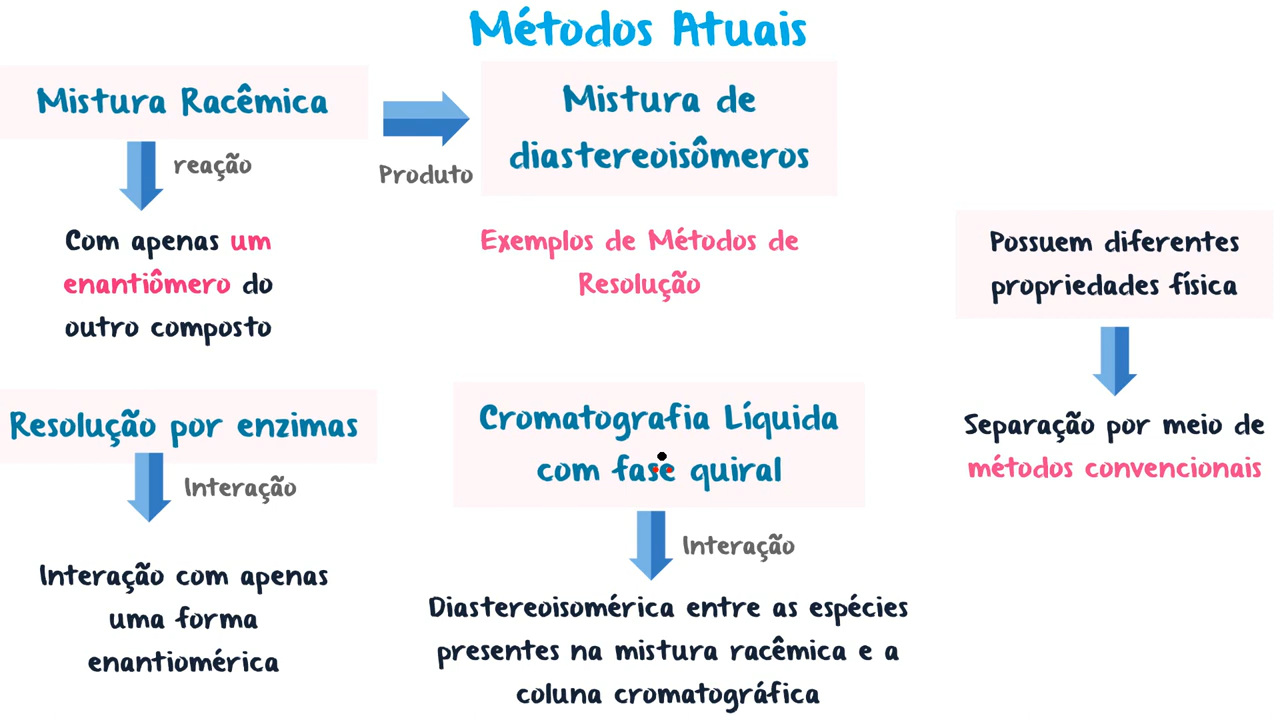 Métodos Atuais
Mistura Racêmica
reação
Com apenas um
enantiômero do
outro composto
Produto
Mistura de
diastereoisômeros
Exemplos de Métodos de
Resolução
Possuem diferentes
propriedades física
Separação por meio de
métodos convencionais
Resolução por enzimas
Interação
Interação com apenas
uma forma
enantiomérica
Cromatografia Líquida
com fase quiral
Interação
Diastereoisomérica entre as espécies
presentes na mistura racêmica e a
coluna cromatográfica